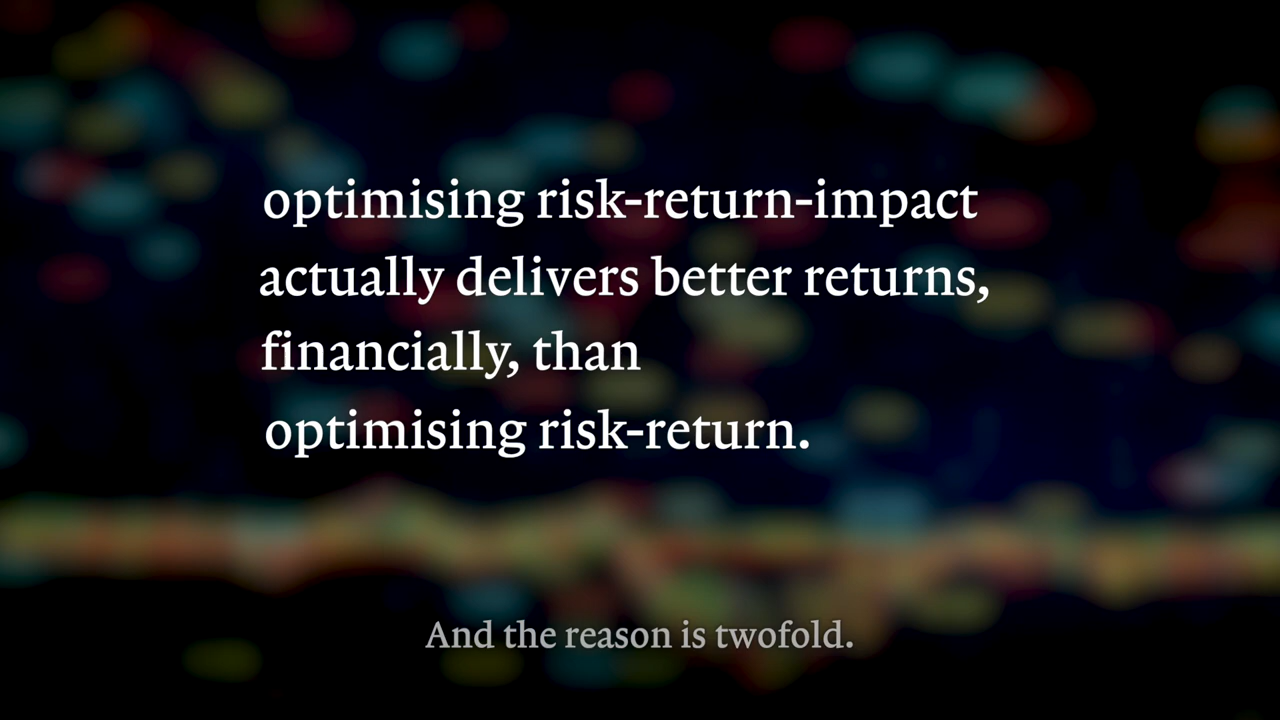 optimising risk-return-impact
actually delivers better returns,
financially, than
optimising risk-return.
And the reason is twofold.